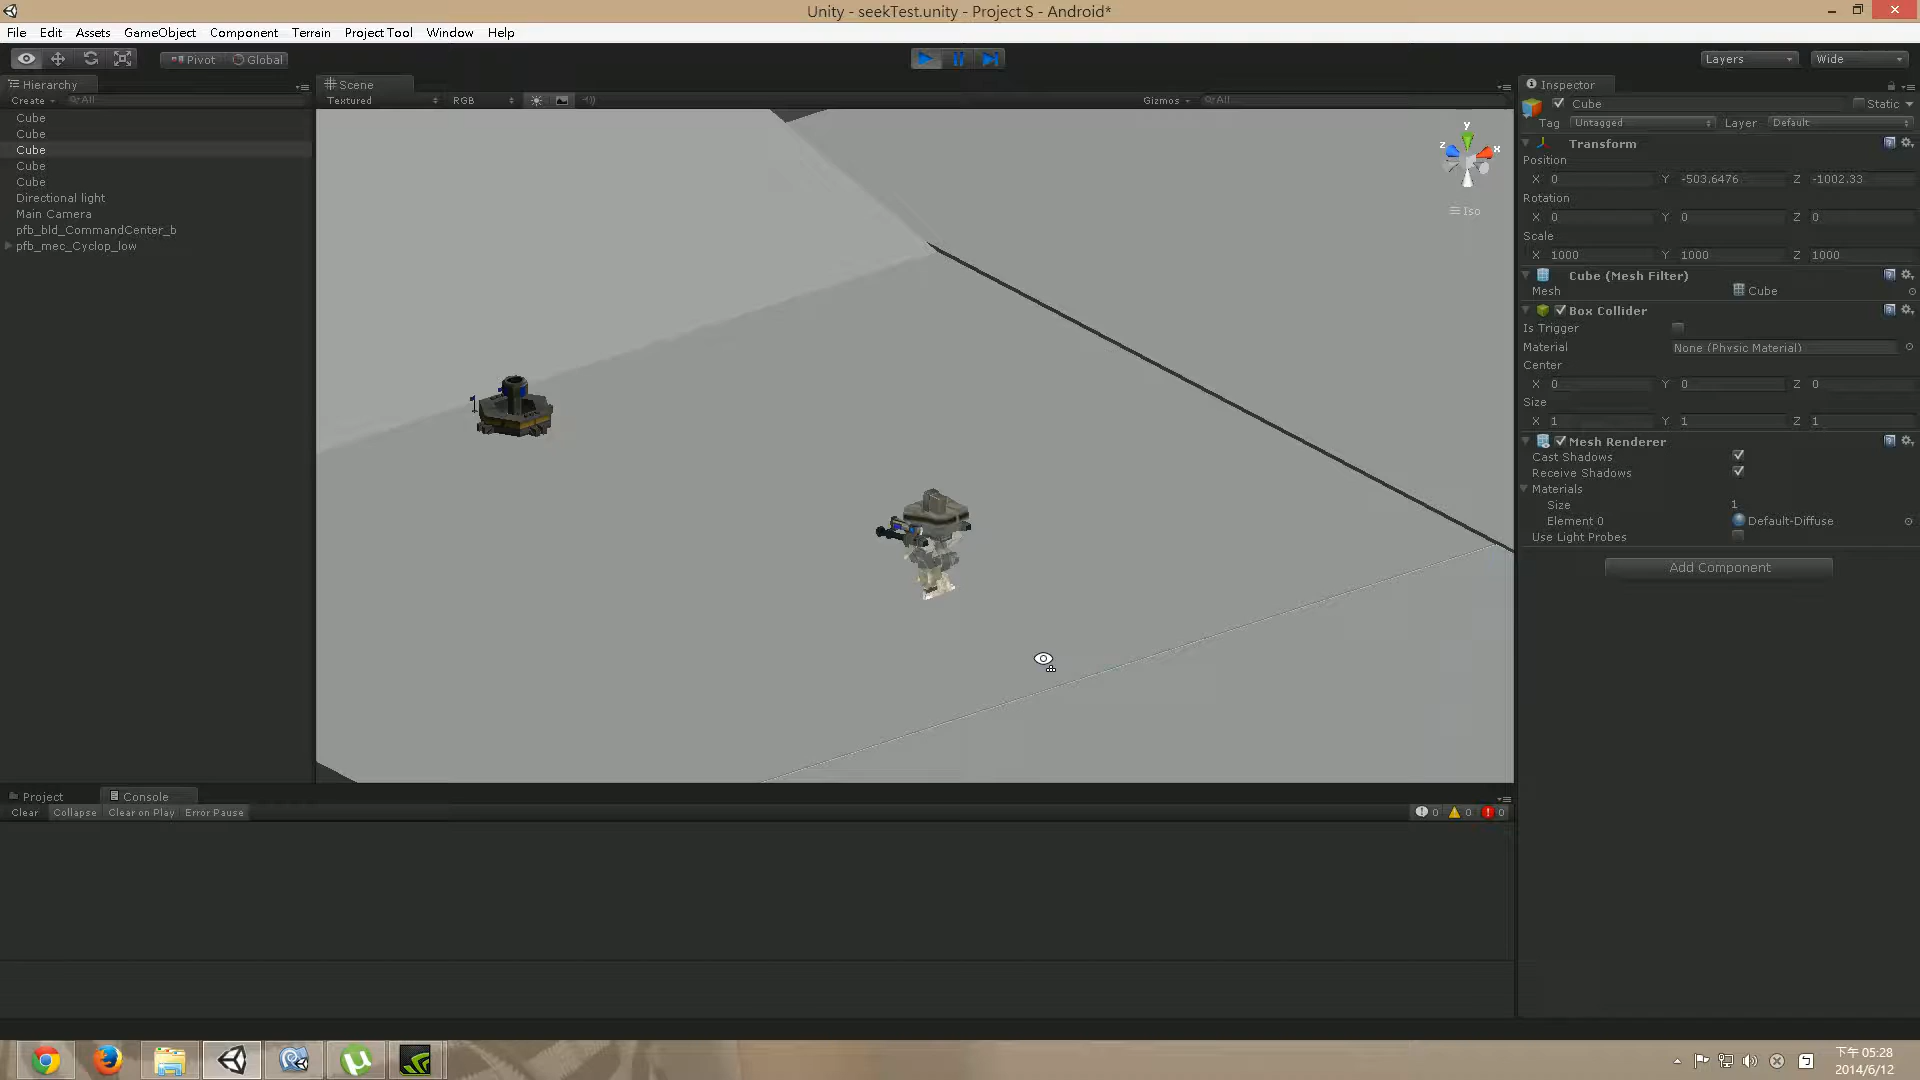 Unity - seekTest.unity - Project S - Android*
File Edit Assets GameObject Component Terrain Project Tool Window Help
Pivot Global Layers Wide
Hierarchy
Create All
Cube
Cube
Cube
Cube
Cube
Directional light
Main Camera
pfb_bld_CommandCenter_b
pfb_mec_Cyclop_low
Scene
Textured RGB Gizmos All
y
z x
Iso
Inspector
Cube Static
Tag Untagged Layer Default
Transform
Position
X 0 Y -503.6476 Z -1002.33
Rotation
X 0 Y 0 Z 0
Scale
X 1000 Y 1000 Z 1000
Cube (Mesh Filter)
Mesh Cube
Box Collider
Is Trigger
Material None (Physic Material)
Center
X 0 Y 0 Z 0
Size
X 1 Y 1 Z 1
Mesh Renderer
Cast Shadows
Receive Shadows
Materials
Size 1
Element 0 Default-Diffuse
Use Light Probes
Add Component
Project Console
Clear Collapse Clear on Play Error Pause 0 0 0
下午 05:28
2014/6/12